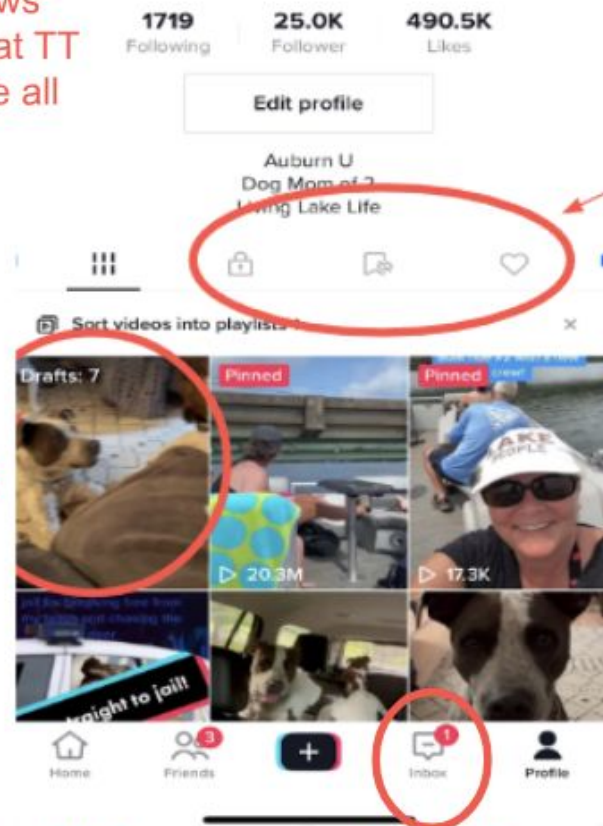 ws
at TT
e all
1719 25.0K 490.5K
Following Follower Likes
Edit profile
Auburn U
Dog Mom of 2
Living Lake Life
Sort videos into playlists
Drafts: 7
Pinned
Pinned
crew!
LAKE
PEOPLE
20.3M
17.3K
straight to jail!
3
1
Home Friends Inbox Profile